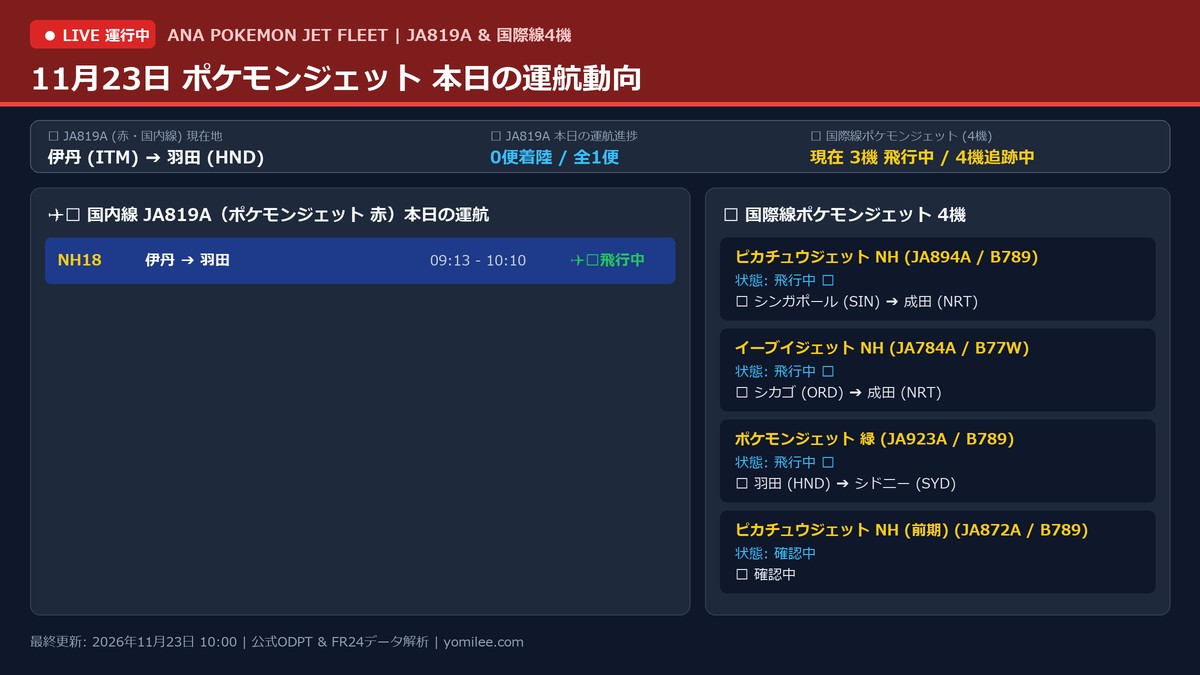 ● LIVE 運行中 ANA POKEMON JET FLEET | JA819A & 国際線4機
11月23日 ポケモンジェット 本日の運航動向
□ JA819A (赤・国内線) 現在地
伊丹 (ITM) → 羽田 (HND)
□ JA819A 本日の運航進捗
0便着陸 / 全1便
□ 国際線ポケモンジェット (4機)
現在 3機 飛行中 / 4機追跡中
✈□ 国内線 JA819A（ポケモンジェット 赤）本日の運航
NH18 伊丹 → 羽田 09:13 - 10:10 ✈□飛行中
□ 国際線ポケモンジェット 4機
ピカチュウジェット NH (JA894A / B789)
状態: 飛行中 □
□ シンガポール (SIN) → 成田 (NRT)
イーブイジェット NH (JA784A / B77W)
状態: 飛行中 □
□ シカゴ (ORD) → 成田 (NRT)
ポケモンジェット 緑 (JA923A / B789)
状態: 飛行中 □
□ 羽田 (HND) → シドニー (SYD)
ピカチュウジェット NH (前期) (JA872A / B789)
状態: 確認中
□ 確認中
最終更新: 2026年11月23日 10:00 | 公式ODPT & FR24データ解析 | yomilee.com